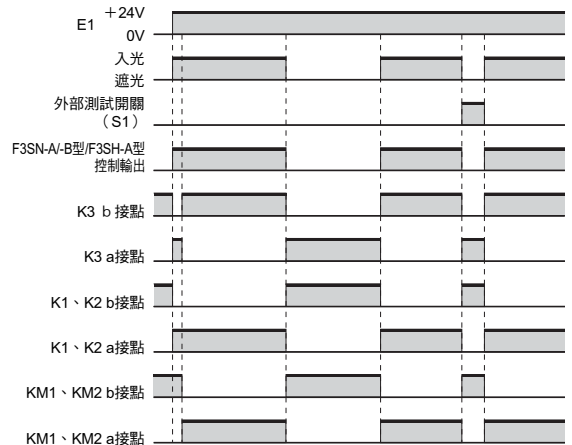 E1
+24V
0V
入光
遮光
外部測試開關
（S1）
F3SN-A/-B型/F3SH-A型
控制輸出
K3 b 接點
K3 a接點
K1、K2 b接點
K1、K2 a接點
KM1、KM2 b接點
KM1、KM2 a接點